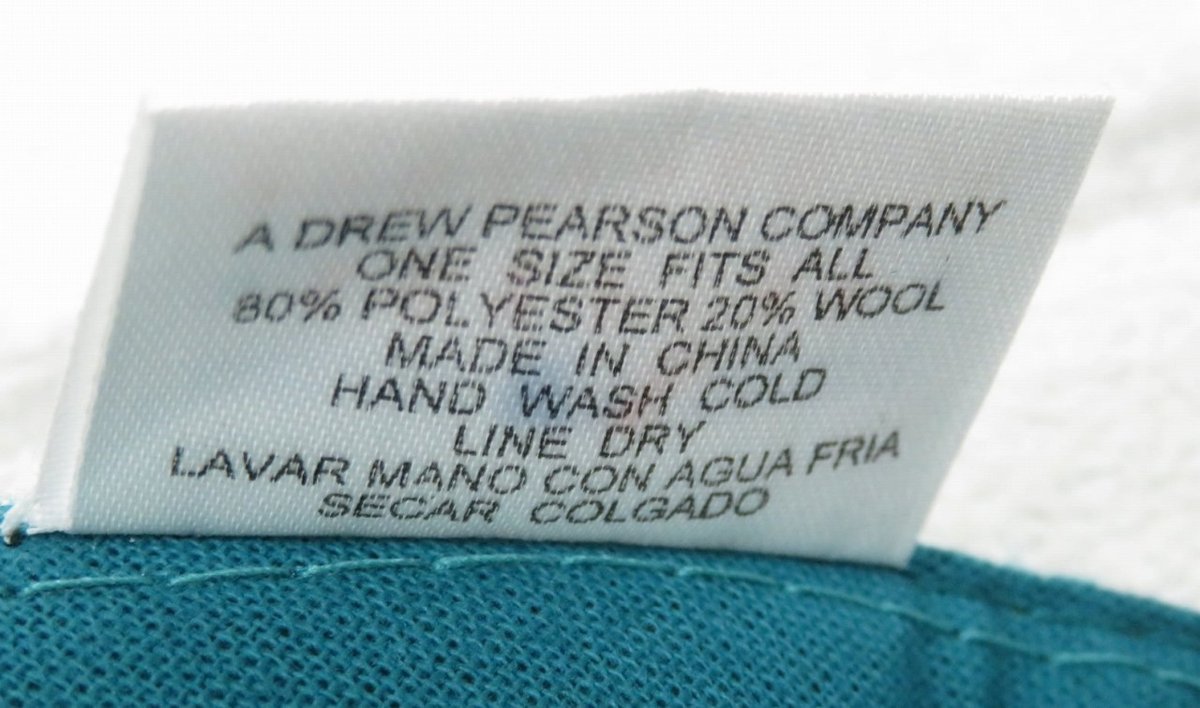 A DREW PEARSON COMPANY
ONE SIZE FITS ALL
80% POLYESTER 20% WOOL
MADE IN CHINA
HAND WASH COLD
LINE DRY
LAVAR MANO CON AGUA FRIA
SECAR COLGADO